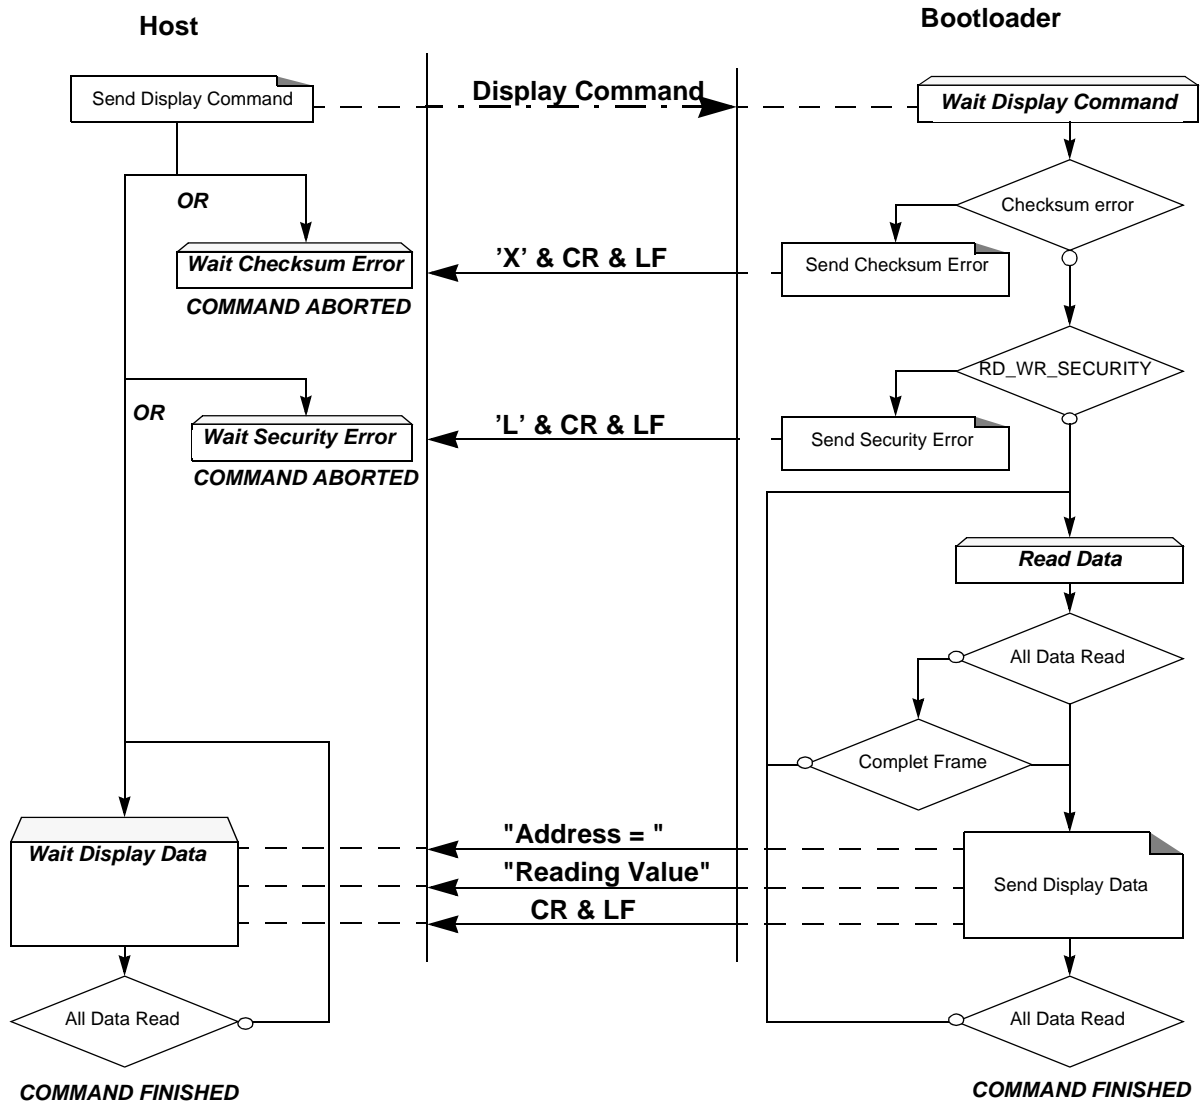 Host
Bootloader
Send Display Command
Display Command
Wait Display Command
OR
Checksum error
Wait Checksum Error
'X' & CR & LF
Send Checksum Error
COMMAND ABORTED
RD_WR_SECURITY
OR
Wait Security Error
'L' & CR & LF
Send Security Error
COMMAND ABORTED
Read Data
All Data Read
Complet Frame
"Address = "
Wait Display Data
"Reading Value"
Send Display Data
CR & LF
All Data Read
All Data Read
COMMAND FINISHED
COMMAND FINISHED